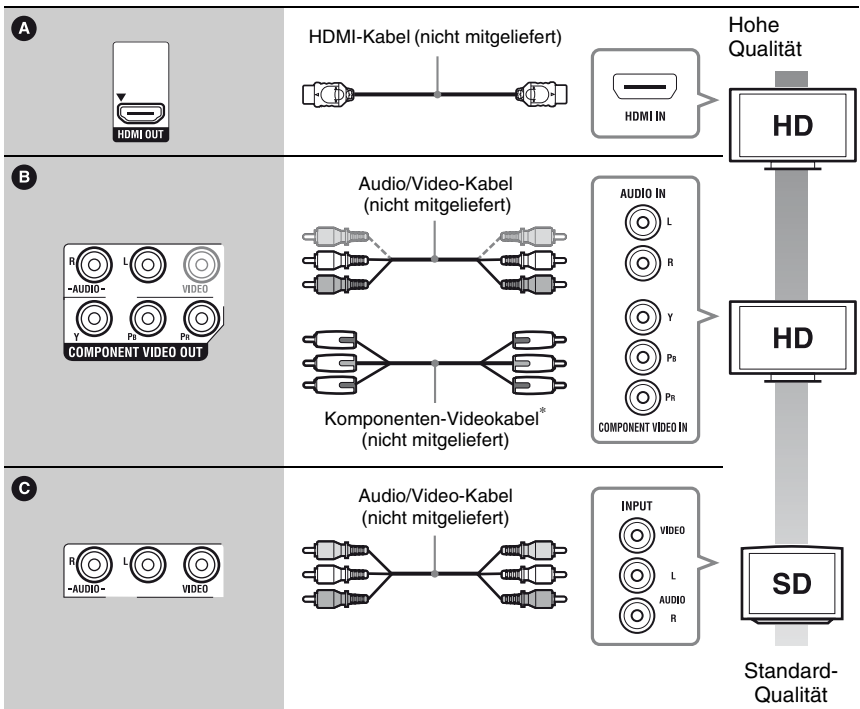 A
HDMI OUT
HDMI-Kabel (nicht mitgeliefert)
HDMI IN
Hohe
Qualität
HD
B
R
L
-AUDIO-
VIDEO
Y
PB
PR
COMPONENT VIDEO OUT
Audio/Video-Kabel
(nicht mitgeliefert)
Komponenten-Videokabel*
(nicht mitgeliefert)
AUDIO IN
L
R
Y
PB
PR
COMPONENT VIDEO IN
HD
C
R
L
-AUDIO-
VIDEO
Audio/Video-Kabel
(nicht mitgeliefert)
INPUT
VIDEO
L
AUDIO
R
SD
Standard-
Qualität